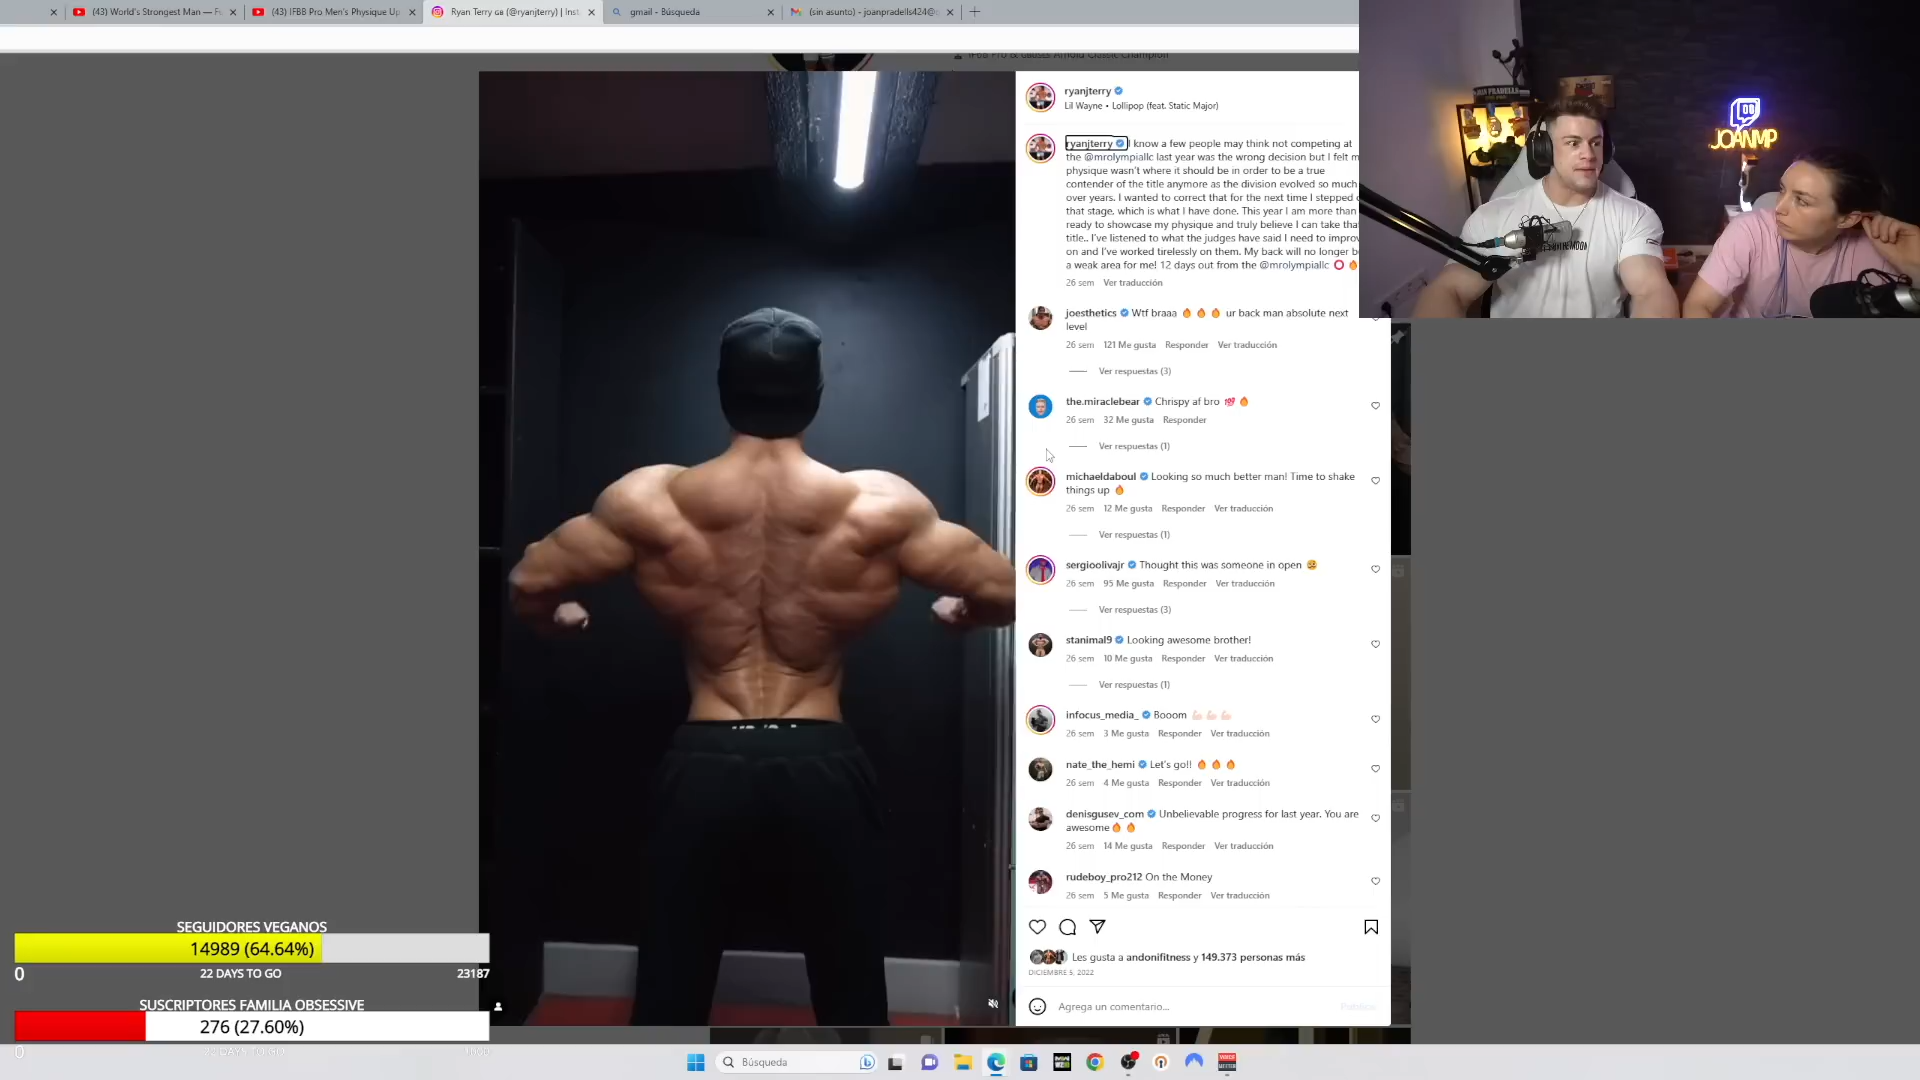 (43) World's Strongest Man — F
(43) IFBB Pro Men's Physique Up
Ryan Terry GB (@ryanjterry) | Inst
gmail - Búsqueda
(sin asunto) - joanpradells424@
IFBB Pro & Arnold Classic Champion
ryanjterry
Lil Wayne • Lollipop (feat. Static Major)
ryanjterry I know a few people may think not competing at
the @mrolympiallc last year was the wrong decision but I felt m
physique wasn't where it should be in order to be a true
contender of the title anymore as the division evolved so much
over years. I wanted to correct that for the next time I stepped
that stage, which is what I have done. This year I am more than
ready to showcase my physique and truly believe I can take tha
title.. I've listened to what the judges have said I need to improv
on and I've worked tirelessly on them. My back will no longer b
a weak area for me! 12 days out from the @mrolympiallc ⭕ 🔥
26 sem Ver traducción
joesthetics Wtf braaa 🔥 🔥 🔥 ur back man absolute next
level
26 sem 121 Me gusta Responder Ver traducción
Ver respuestas (3)
the.miraclebear Chrispy af bro 💯 🔥
26 sem 32 Me gusta Responder
Ver respuestas (1)
michaeldaboul Looking so much better man! Time to shake
things up 🔥
26 sem 12 Me gusta Responder Ver traducción
Ver respuestas (1)
sergioolivajr Thought this was someone in open
26 sem 95 Me gusta Responder Ver traducción
Ver respuestas (3)
stanimal9 Looking awesome brother!
26 sem 10 Me gusta Responder Ver traducción
Ver respuestas (1)
infocus_media_ Booom 💪🏻 💪🏻 💪🏻
26 sem 3 Me gusta Responder Ver traducción
nate_the_hemi Let's go!! 🔥 🔥 🔥
26 sem 4 Me gusta Responder Ver traducción
denisgusev_com Unbelievable progress for last year. You are
awesome🔥 🔥
26 sem 14 Me gusta Responder Ver traducción
rudeboy_pro212 On the Money
26 sem 5 Me gusta Responder Ver traducción
Les gusta a andonifitness y 149.373 personas más
DICIEMBRE 5, 2022
Agrega un comentario...
Publicar
JOANMP
SEGUIDORES VEGANOS
14989 (64.64%)
0 22 DAYS TO GO 23187
SUSCRIPTORES FAMILIA OBSESSIVE
276 (27.60%)
0 22 DAYS TO GO 1000
Búsqueda